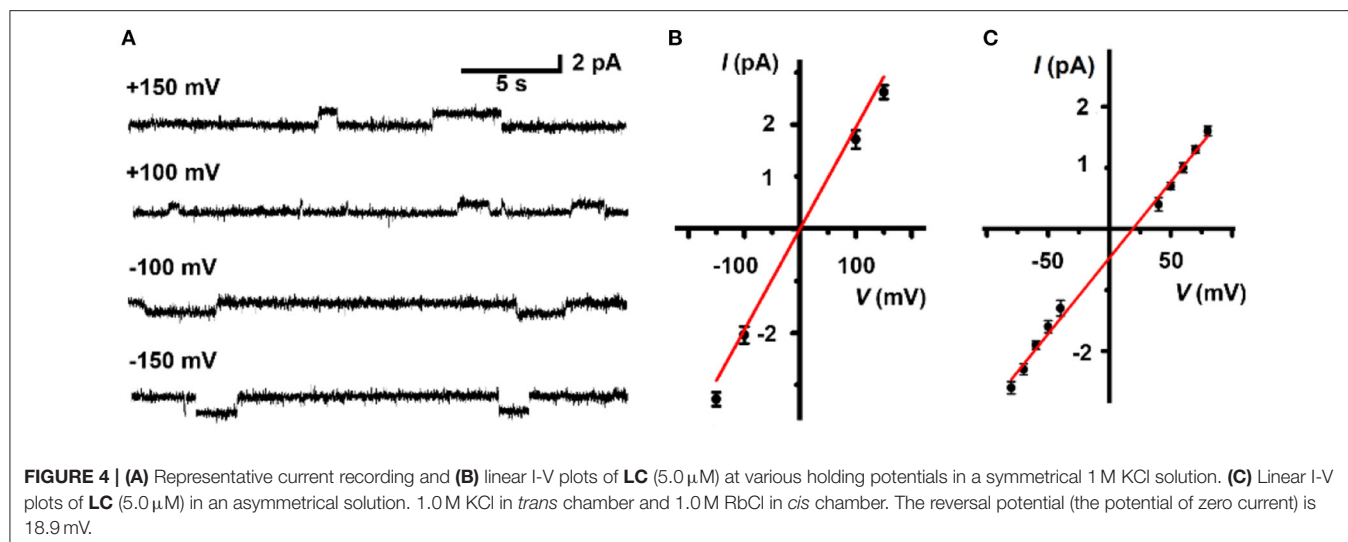 A
2 pA
5 s
+150 mV
+100 mV
-100 mV
-150 mV
B
I (pA)
2
1
-100
100
V (mV)
-2
C
I (pA)
2
1
-50
50
V (mV)
-2
FIGURE 4 | (A) Representative current recording and (B) linear I-V plots of LC (5.0 μM) at various holding potentials in a symmetrical 1 M KCl solution. (C) Linear I-V
plots of LC (5.0 μM) in an asymmetrical solution. 1.0 M KCl in trans chamber and 1.0 M RbCl in cis chamber. The reversal potential (the potential of zero current) is
18.9 mV.